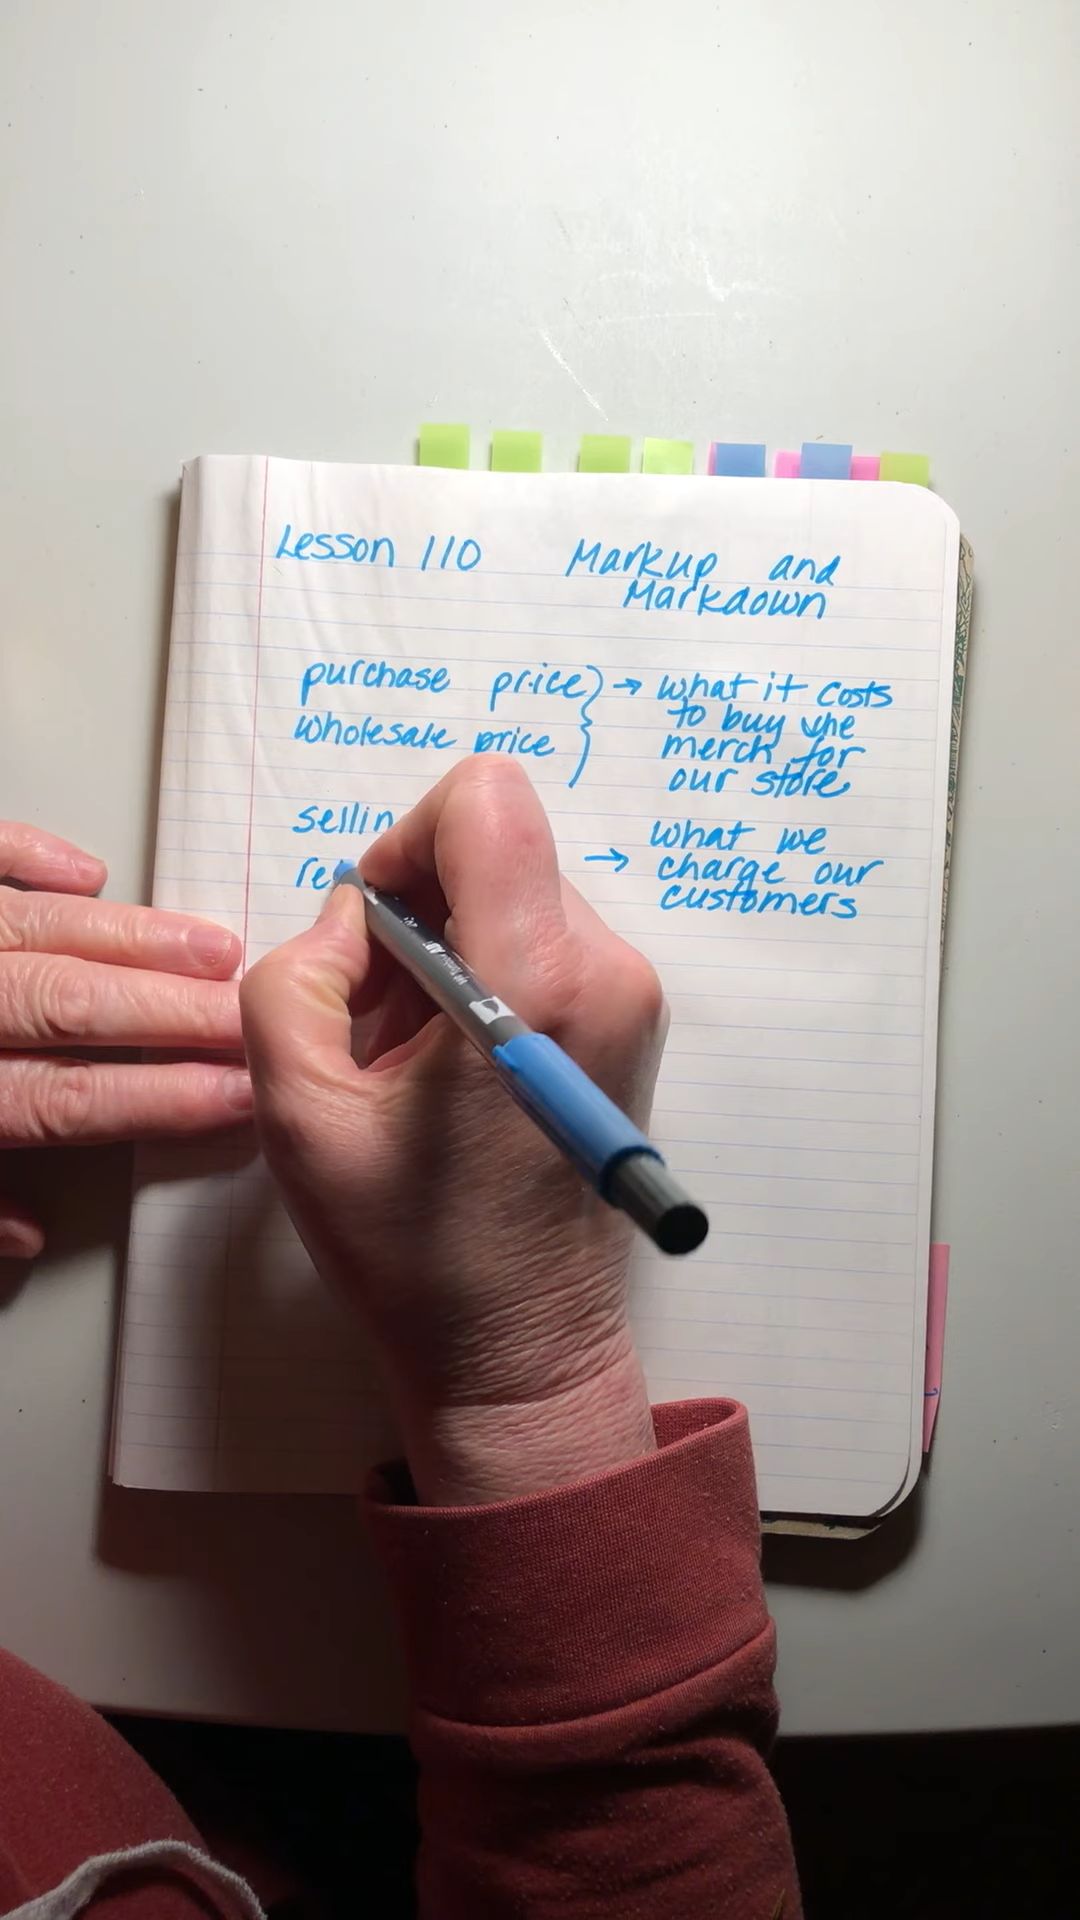 Lesson 110 Markup and
Markdown
purchase price → what it costs
to buy the
wholesale price merch for
our store
sellin what we
→ charge our
re
customers